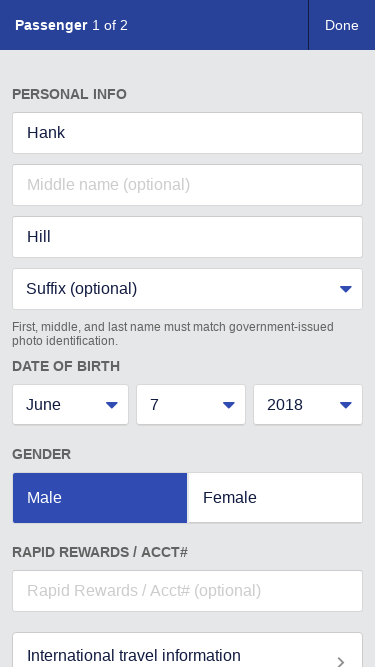 Passenger 1 of 2
Done
PERSONAL INFO
Hank
Middle name (optional)
Hill
Suffix (optional)
First, middle, and last name must match government-issued
photo identification.
DATE OF BIRTH
June 7 2018
GENDER
Male Female
RAPID REWARDS / ACCT#
Rapid Rewards / Acct# (optional)
International travel information